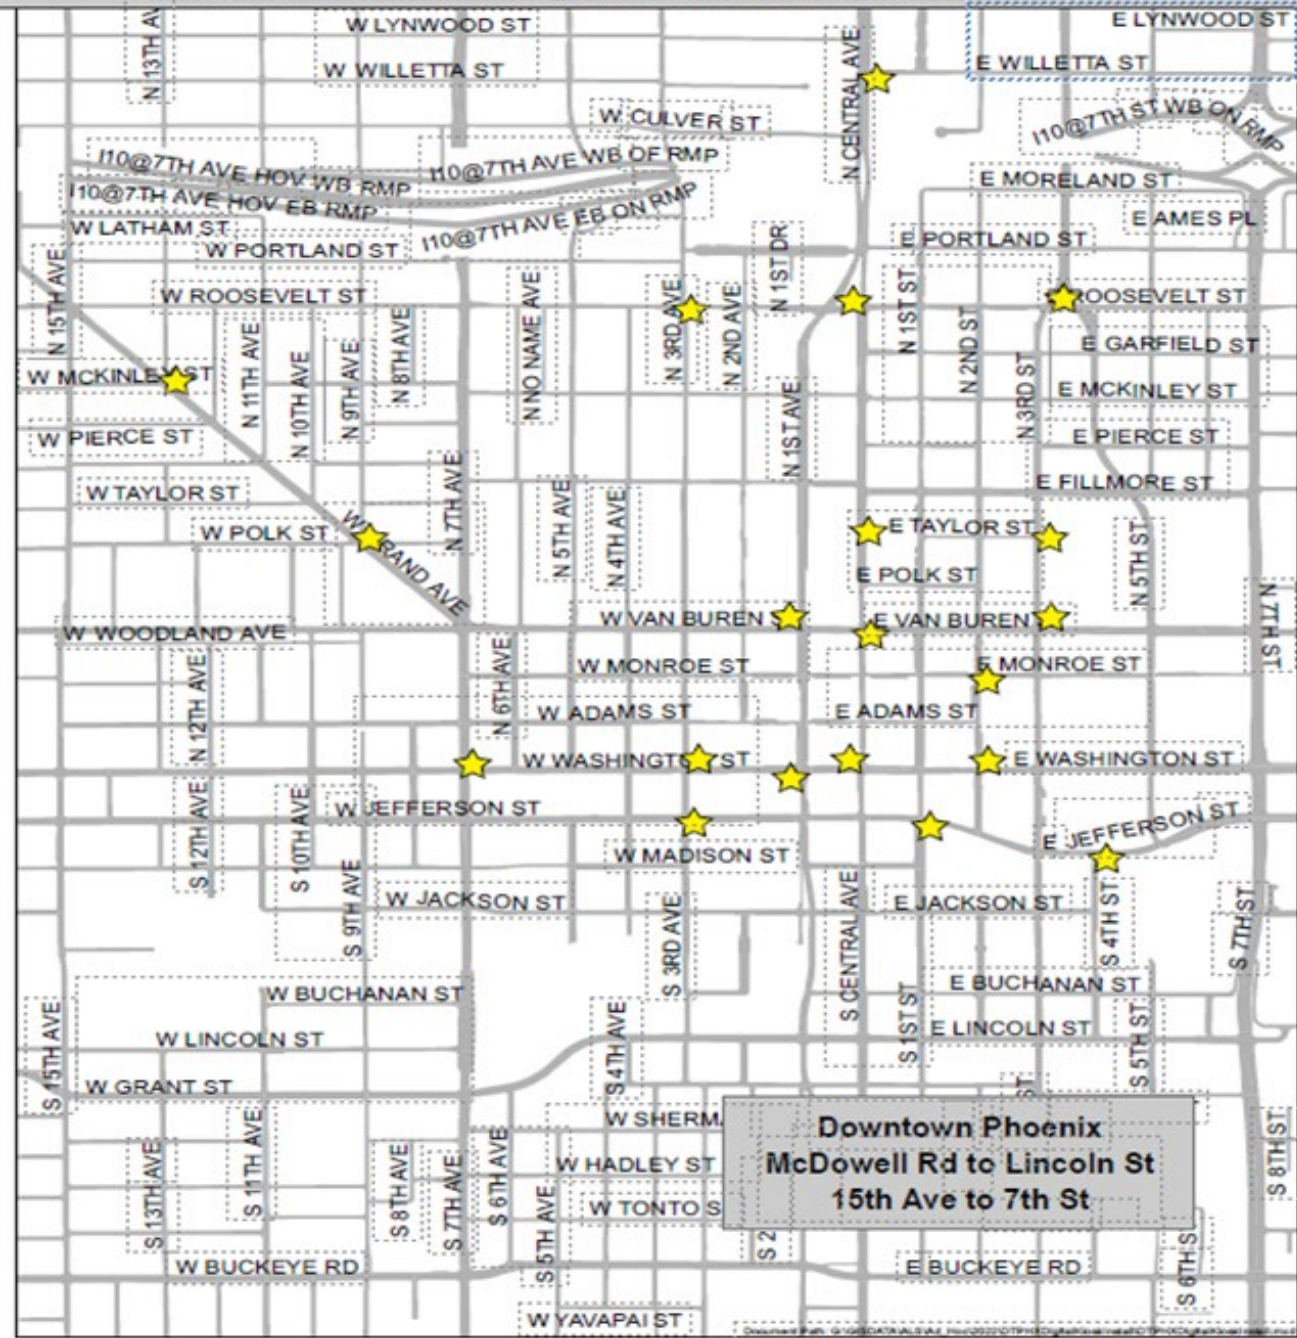 E LYNWOOD ST
W LYNWOOD ST
N 13TH AV
N CENTRAL AVE
E WILLETTA ST
W WILLETTA ST
W CULVER ST
I10@7TH ST WB ON RMP
I10@7TH AVE HOV WB RMP
I10@7TH AVE WB OF RMP
I10@7TH AVE HOV EB RMP
I10@7TH AVE EB ON RMP
E MORELAND ST
E AMES PL
W LATHAM ST
W PORTLAND ST
N 1ST DR
E PORTLAND ST
N 15TH AVE
W ROOSEVELT ST
N NO NAME AVE
N 3RD AVE
N 2ND AVE
N 1ST ST
ROOSEVELT ST
N 11TH AVE
N 10TH AVE
N 9TH AVE
N 8TH AVE
N 2ND ST
E GARFIELD ST
W MCKINLEY ST
N 1ST AVE
N 3RD ST
E MCKINLEY ST
W PIERCE ST
E PIERCE ST
W TAYLOR ST
N 7TH AVE
E FILLMORE ST
W POLK ST
W RAND AVE
N 5TH AVE
N 4TH AVE
E TAYLOR ST
N 5TH ST
E POLK ST
N 7TH ST
W VAN BUREN S
E VAN BUREN
W WOODLAND AVE
W MONROE ST
E MONROE ST
N 12TH AVE
N 6TH AVE
W ADAMS ST
E ADAMS ST
W WASHINGTON ST
E WASHINGTON ST
W JEFFERSON ST
E JEFFERSON ST
S 12TH AVE
S 10TH AVE
W MADISON ST
S 9TH AVE
W JACKSON ST
S 3RD AVE
S CENTRAL AVE
E JACKSON ST
S 4TH ST
S 7TH ST
W BUCHANAN ST
E BUCHANAN ST
S 15TH AVE
W LINCOLN ST
S 4TH AVE
S 1ST ST
E LINCOLN ST
S 5TH ST
W GRANT ST
ST
W SHERM
Downtown Phoenix
McDowell Rd to Lincoln St
15th Ave to 7th St
S 13TH AVE
S 11TH AVE
S 8TH AVE
S 7TH AVE
S 6TH AVE
W HADLEY ST
S 8TH ST
S 5TH AVE
W TONTO S
S 2
S 6TH S
W BUCKEYE RD
E BUCKEYE RD
W YAVAPAI ST